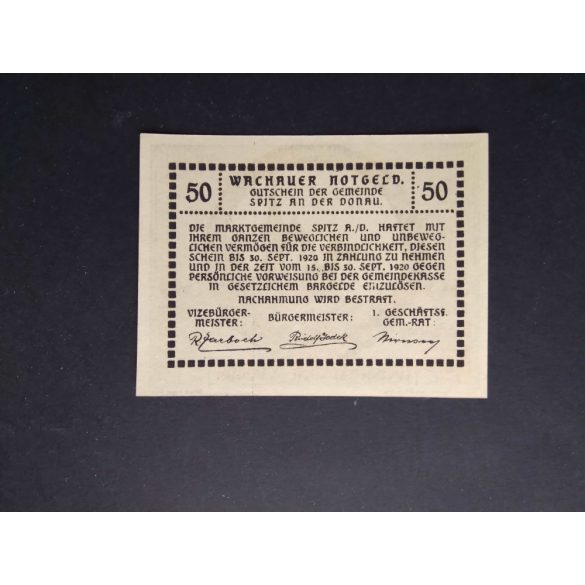 50 WACHAUER NOTGELD. 50
GUTSCHEIN DER GEMEINDE
SPITZ AN DER DONAU.
DIE MARKTGEMEINDE SPITZ A./D. HAFTET MIT
IHREM GANZEN BEWEGLICHEN UND UNBEWEG-
LICHEN VERMÖGEN FÜR DIE VERBINDLICHKEIT, DIESEN
SCHEIN BIS 30. SEPT. 1920 IN ZAHLUNG ZU NEHMEN
UND IN DER ZEIT VOM 15. BIS 30. SEPT. 1920 GEGEN
PERSÖNLICHE VORWEISUNG BEI DER GEMEINDEKASSE
IN GESETZLICHEM BARGELDE EINZULÖSEN.
NACHAHMUNG WIRD BESTRAFT.
VIZEBÜRGER- BÜRGERMEISTER: 1. GESCHÄFTSF.
MEISTER: GEM.-RAT: